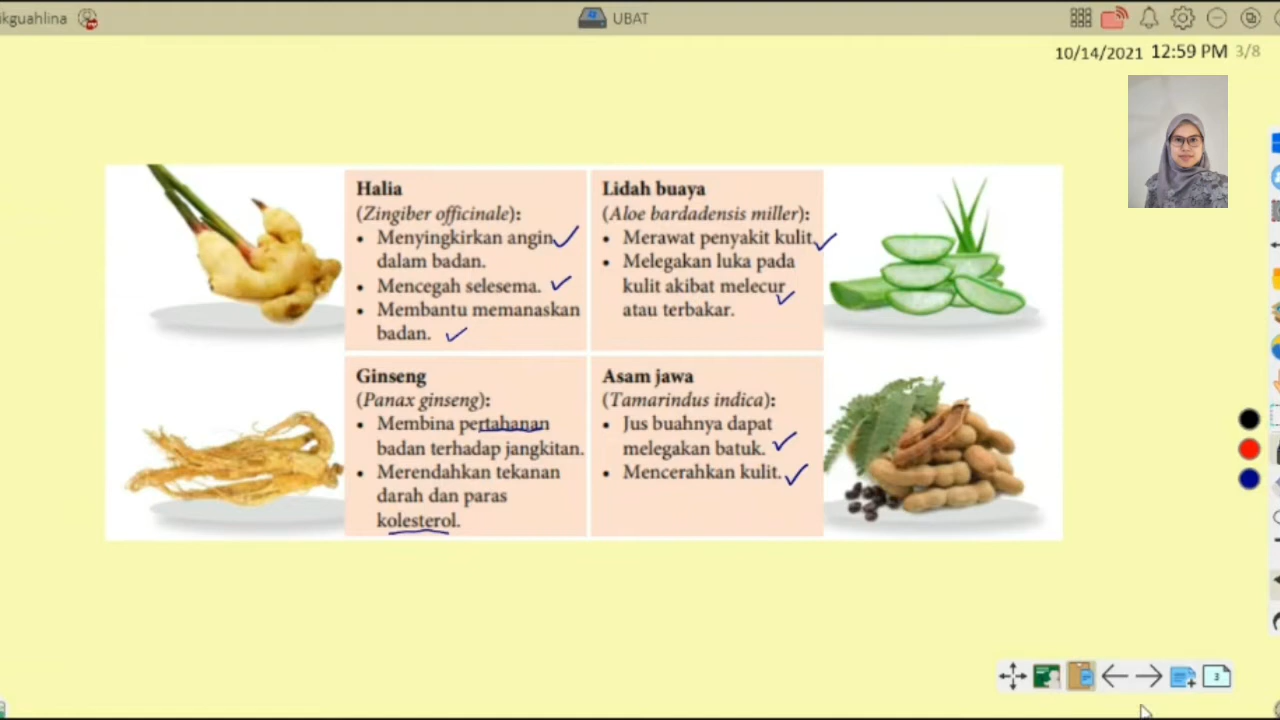 ikguahlina
UBAT
10/14/2021 12:59 PM 3/8
Halia
(Zingiber officinale):
• Menyingkirkan angin
dalam badan.
• Mencegah selesema.
• Membantu memanaskan
badan.
Lidah buaya
(Aloe bardadensis miller):
• Merawat penyakit kulit.
• Melegakan luka pada
kulit akibat melecur
atau terbakar.
Ginseng
(Panax ginseng):
• Membina pertahanan
badan terhadap jangkitan.
• Merendahkan tekanan
darah dan paras
kolesterol.
Asam jawa
(Tamarindus indica):
• Jus buahnya dapat
melegakan batuk.
• Mencerahkan kulit.
3